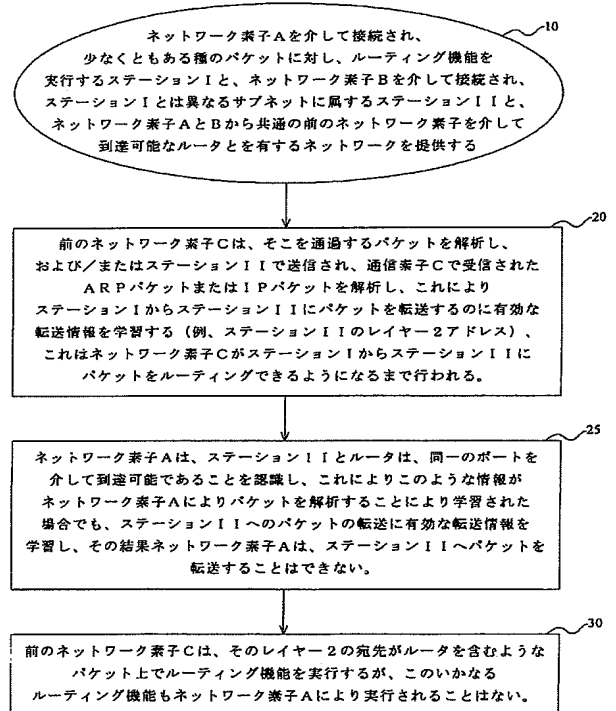 10
ネットワーク素子Aを介して接続され、
少なくともある種のパケットに対し、ルーティング機能を
実行するステーションIと、ネットワーク素子Bを介して接続され、
ステーションIとは異なるサブネットに属するステーションIIと、
ネットワーク素子AとBから共通の前のネットワーク素子を介して
到達可能なルータとを有するネットワークを提供する
20
前のネットワーク素子Cは、そこを通過するパケットを解析し、
および/またはステーションIIで送信され、通信素子Cで受信された
ARPパケットまたはIPパケットを解析し、これにより
ステーションIからステーションIIにパケットを転送するのに有効な
転送情報を学習する(例、ステーションIIのレイヤー2アドレス)、
これはネットワーク素子CがステーションIからステーションIIに
パケットをルーティングできるようになるまで行われる。
25
ネットワーク素子Aは、ステーションIIとルータは、同一のポートを
介して到達可能であることを認識し、これによりこのような情報が
ネットワーク素子Aによりパケットを解析することにより学習された
場合でも、ステーションIIへのパケットの転送に有効な転送情報を
学習し、その結果ネットワーク素子Aは、ステーションIIへパケットを
転送することはできない。
30
前のネットワーク素子Cは、そのレイヤー2の宛先がルータを含むような
パケット上でルーティング機能を実行するが、このいかなる
ルーティング機能もネットワーク素子Aにより実行されることはない。